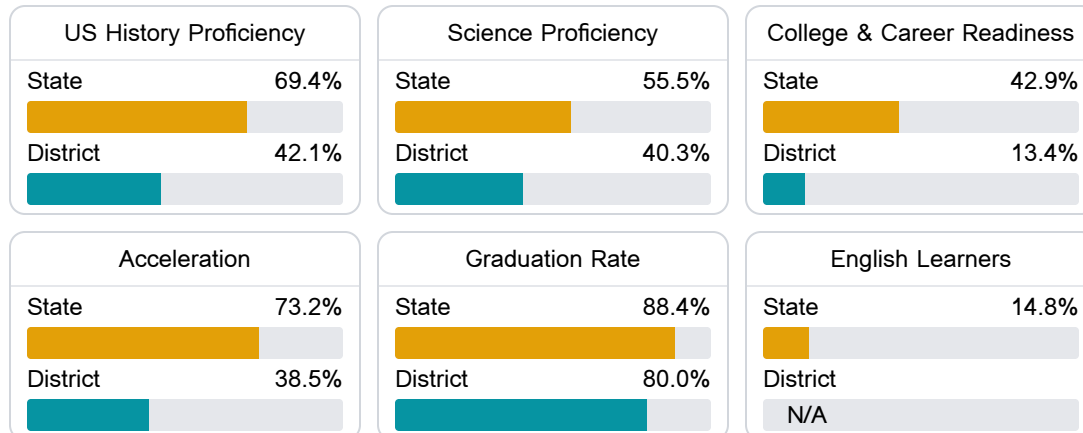 US History Proficiency
State 69.4%
District 42.1%
Science Proficiency
State 55.5%
District 40.3%
College & Career Readiness
State 42.9%
District 13.4%
Acceleration
State 73.2%
District 38.5%
Graduation Rate
State 88.4%
District 80.0%
English Learners
State 14.8%
District
N/A